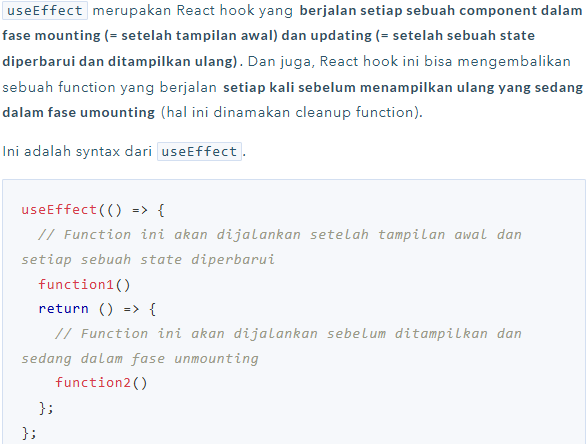 useEffect merupakan React hook yang berjalan setiap sebuah component dalam
fase mounting (= setelah tampilan awal) dan updating (= setelah sebuah state
diperbarui dan ditampilkan ulang). Dan juga, React hook ini bisa mengembalikan
sebuah function yang berjalan setiap kali sebelum menampilkan ulang yang sedang
dalam fase umounting (hal ini dinamakan cleanup function).
Ini adalah syntax dari useEffect.
useEffect(() => {
// Function ini akan dijalankan setelah tampilan awal dan
setiap sebuah state diperbarui
function1()
return () => {
// Function ini akan dijalankan sebelum ditampilkan dan
sedang dalam fase unmounting
function2()
};
};